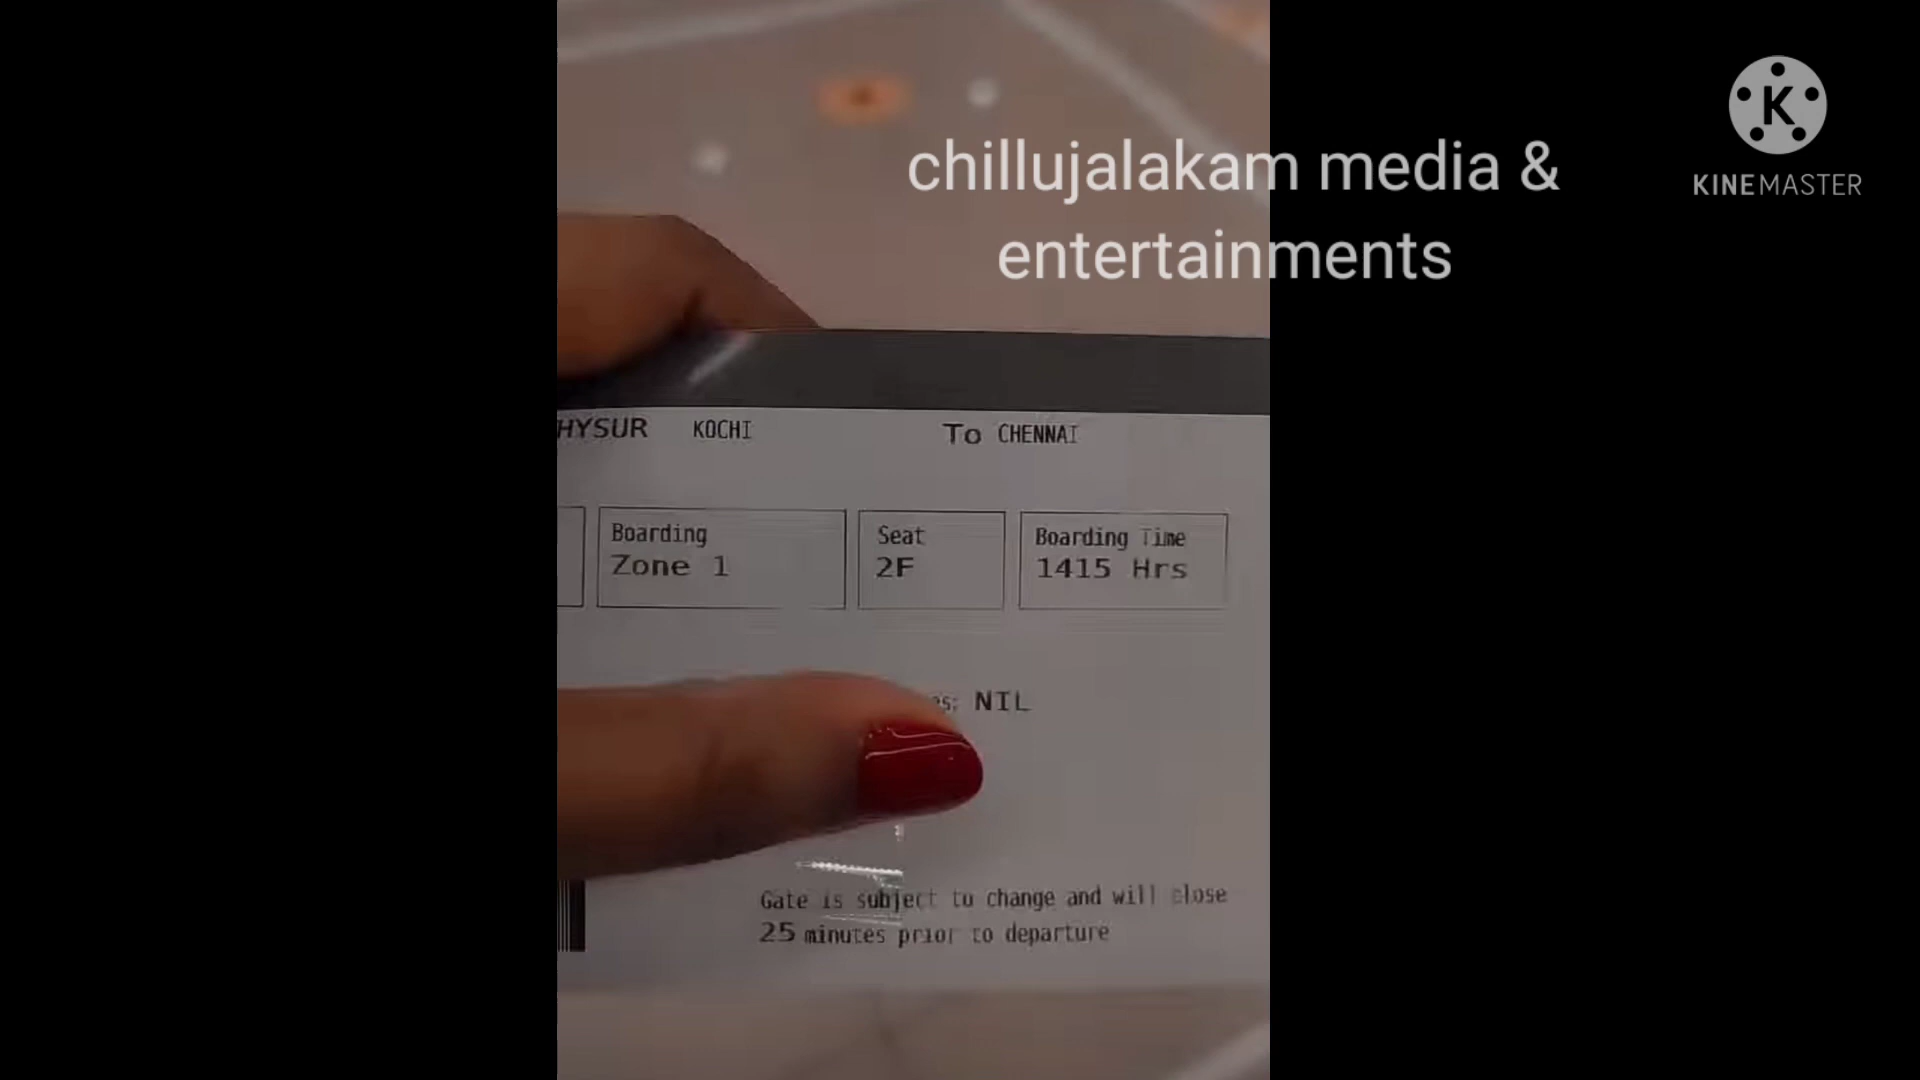 KINEMASTER
chillujalakam media &
entertainments
HYSUR KOCHI To CHENNAI
Boarding Seat Boarding Time
Zone 1 2F 1415 Hrs
es: NIL
Gate is subject to change and will close
25 minutes prior to departure